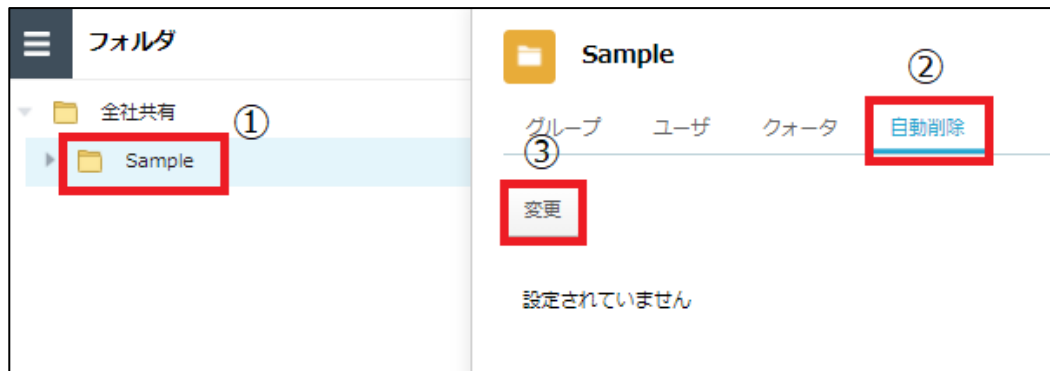 フォルダ
全社共有
①
Sample
Sample
②
グループ ユーザ クォータ 自動削除
③
変更
設定されていません